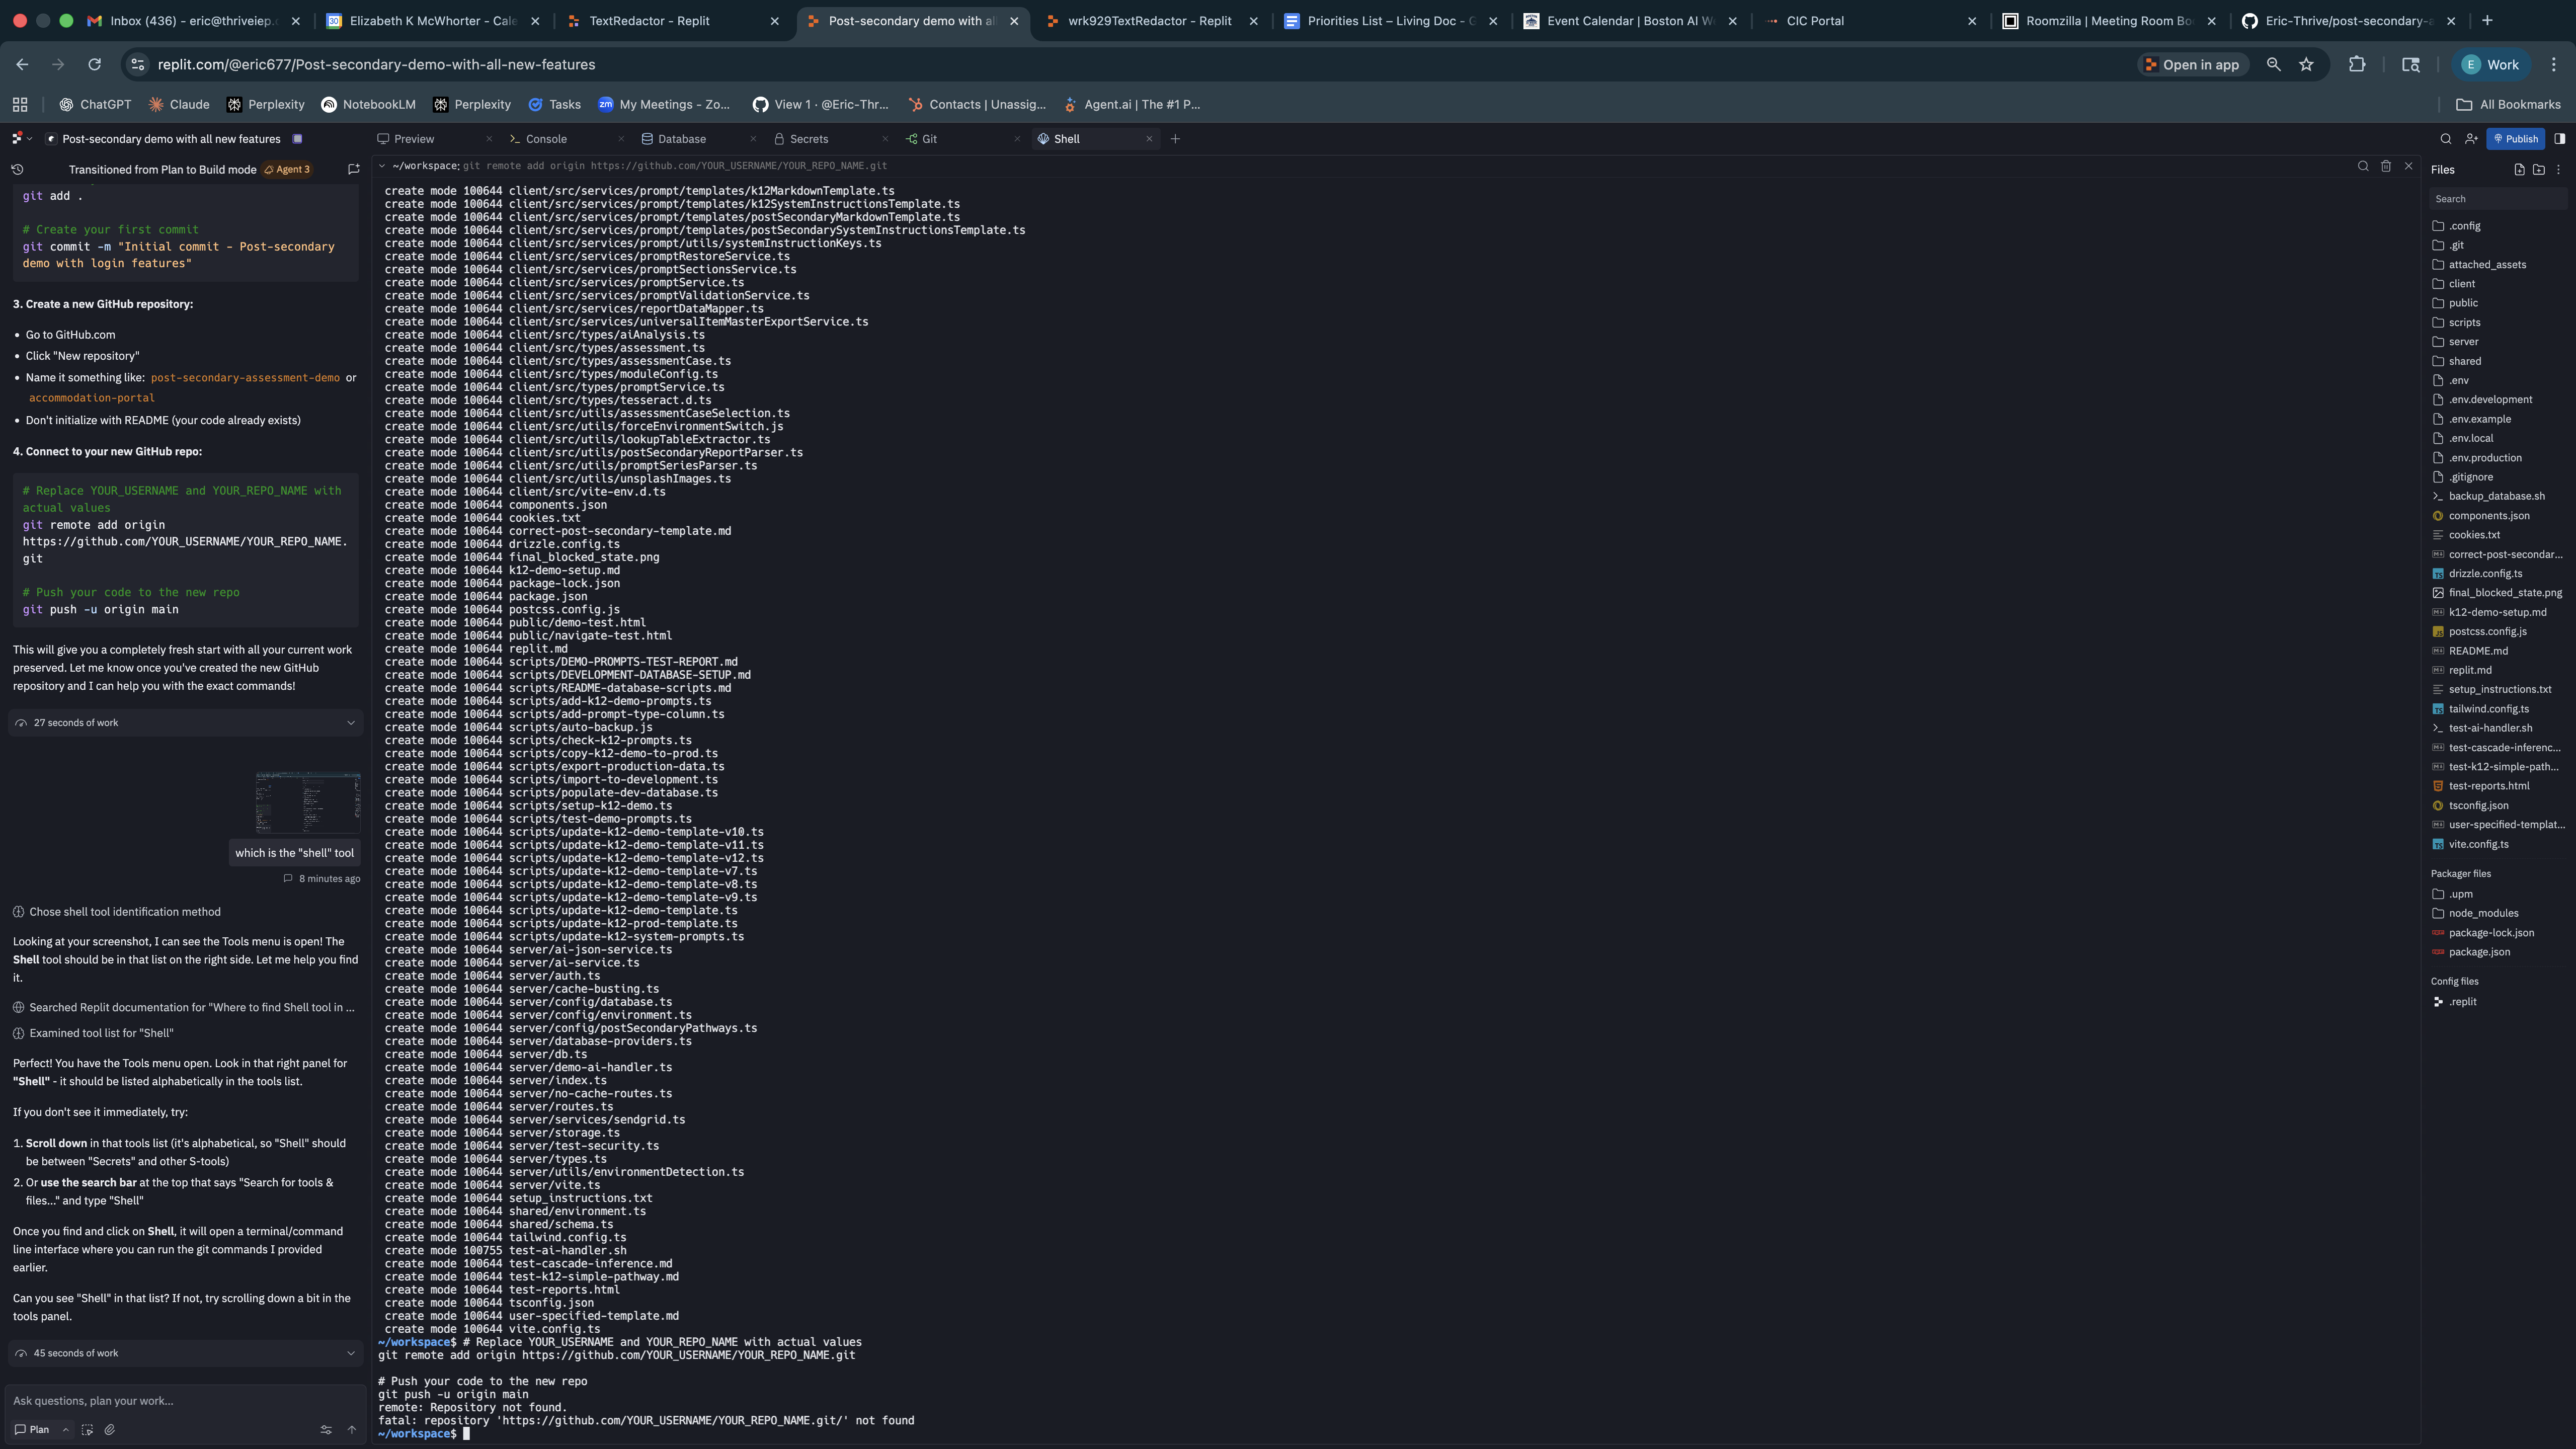 Inbox (436) - eric@thriveiep.c
Elizabeth K McWhorter - Cale
TextRedactor - Replit
Post-secondary demo with al
wrk929TextRedactor - Replit
Priorities List – Living Doc - G
Event Calendar | Boston AI W
CIC Portal
Roomzilla | Meeting Room Bo
Eric-Thrive/post-secondary-a
replit.com/@eric677/Post-secondary-demo-with-all-new-features
Open in app
E Work
ChatGPT
Claude
Perplexity
NotebookLM
Perplexity
Tasks
zm My Meetings - Zo...
View 1 · @Eric-Thr...
Contacts | Unassig...
Agent.ai | The #1 P...
All Bookmarks
Post-secondary demo with all new features
Preview
Console
Database
Secrets
Git
Shell
Publish
Transitioned from Plan to Build mode
Agent 3
git add .
# Create your first commit
git commit -m "Initial commit - Post-secondary
demo with login features"
3. Create a new GitHub repository:
• Go to GitHub.com
• Click "New repository"
• Name it something like: post-secondary-assessment-demo or
accommodation-portal
• Don't initialize with README (your code already exists)
4. Connect to your new GitHub repo:
# Replace YOUR_USERNAME and YOUR_REPO_NAME with
actual values
git remote add origin
https://github.com/YOUR_USERNAME/YOUR_REPO_NAME.
git
# Push your code to the new repo
git push -u origin main
This will give you a completely fresh start with all your current work
preserved. Let me know once you've created the new GitHub
repository and I can help you with the exact commands!
27 seconds of work
which is the "shell" tool
8 minutes ago
Chose shell tool identification method
Looking at your screenshot, I can see the Tools menu is open! The
Shell tool should be in that list on the right side. Let me help you find
it.
Searched Replit documentation for "Where to find Shell tool in ...
Examined tool list for "Shell"
Perfect! You have the Tools menu open. Look in that right panel for
"Shell" - it should be listed alphabetically in the tools list.
If you don't see it immediately, try:
1. Scroll down in that tools list (it's alphabetical, so "Shell" should
be between "Secrets" and other S-tools)
2. Or use the search bar at the top that says "Search for tools &
files..." and type "Shell"
Once you find and click on Shell, it will open a terminal/command
line interface where you can run the git commands I provided
earlier.
Can you see "Shell" in that list? If not, try scrolling down a bit in the
tools panel.
45 seconds of work
Ask questions, plan your work...
Plan
~/workspace: git remote add origin https://github.com/YOUR_USERNAME/YOUR_REPO_NAME.git
create mode 100644 client/src/services/prompt/templates/k12MarkdownTemplate.ts
create mode 100644 client/src/services/prompt/templates/k12SystemInstructionsTemplate.ts
create mode 100644 client/src/services/prompt/templates/postSecondaryMarkdownTemplate.ts
create mode 100644 client/src/services/prompt/templates/postSecondarySystemInstructionsTemplate.ts
create mode 100644 client/src/services/prompt/utils/systemInstructionKeys.ts
create mode 100644 client/src/services/promptRestoreService.ts
create mode 100644 client/src/services/promptSectionsService.ts
create mode 100644 client/src/services/promptService.ts
create mode 100644 client/src/services/promptValidationService.ts
create mode 100644 client/src/services/reportDataMapper.ts
create mode 100644 client/src/services/universalItemMasterExportService.ts
create mode 100644 client/src/types/aiAnalysis.ts
create mode 100644 client/src/types/assessment.ts
create mode 100644 client/src/types/assessmentCase.ts
create mode 100644 client/src/types/moduleConfig.ts
create mode 100644 client/src/types/promptService.ts
create mode 100644 client/src/types/tesseract.d.ts
create mode 100644 client/src/utils/assessmentCaseSelection.ts
create mode 100644 client/src/utils/forceEnvironmentSwitch.js
create mode 100644 client/src/utils/lookupTableExtractor.ts
create mode 100644 client/src/utils/postSecondaryReportParser.ts
create mode 100644 client/src/utils/promptSeriesParser.ts
create mode 100644 client/src/utils/unsplashImages.ts
create mode 100644 client/src/vite-env.d.ts
create mode 100644 components.json
create mode 100644 cookies.txt
create mode 100644 correct-post-secondary-template.md
create mode 100644 drizzle.config.ts
create mode 100644 final_blocked_state.png
create mode 100644 k12-demo-setup.md
create mode 100644 package-lock.json
create mode 100644 package.json
create mode 100644 postcss.config.js
create mode 100644 public/demo-test.html
create mode 100644 public/navigate-test.html
create mode 100644 replit.md
create mode 100644 scripts/DEMO-PROMPTS-TEST-REPORT.md
create mode 100644 scripts/DEVELOPMENT-DATABASE-SETUP.md
create mode 100644 scripts/README-database-scripts.md
create mode 100644 scripts/add-k12-demo-prompts.ts
create mode 100644 scripts/add-prompt-type-column.ts
create mode 100644 scripts/auto-backup.js
create mode 100644 scripts/check-k12-prompts.ts
create mode 100644 scripts/copy-k12-demo-to-prod.ts
create mode 100644 scripts/export-production-data.ts
create mode 100644 scripts/import-to-development.ts
create mode 100644 scripts/populate-dev-database.ts
create mode 100644 scripts/setup-k12-demo.ts
create mode 100644 scripts/test-demo-prompts.ts
create mode 100644 scripts/update-k12-demo-template-v10.ts
create mode 100644 scripts/update-k12-demo-template-v11.ts
create mode 100644 scripts/update-k12-demo-template-v12.ts
create mode 100644 scripts/update-k12-demo-template-v7.ts
create mode 100644 scripts/update-k12-demo-template-v8.ts
create mode 100644 scripts/update-k12-demo-template-v9.ts
create mode 100644 scripts/update-k12-demo-template.ts
create mode 100644 scripts/update-k12-prod-template.ts
create mode 100644 scripts/update-k12-system-prompts.ts
create mode 100644 server/ai-json-service.ts
create mode 100644 server/ai-service.ts
create mode 100644 server/auth.ts
create mode 100644 server/cache-busting.ts
create mode 100644 server/config/database.ts
create mode 100644 server/config/environment.ts
create mode 100644 server/config/postSecondaryPathways.ts
create mode 100644 server/database-providers.ts
create mode 100644 server/db.ts
create mode 100644 server/demo-ai-handler.ts
create mode 100644 server/index.ts
create mode 100644 server/no-cache-routes.ts
create mode 100644 server/routes.ts
create mode 100644 server/services/sendgrid.ts
create mode 100644 server/storage.ts
create mode 100644 server/test-security.ts
create mode 100644 server/types.ts
create mode 100644 server/utils/environmentDetection.ts
create mode 100644 server/vite.ts
create mode 100644 setup_instructions.txt
create mode 100644 shared/environment.ts
create mode 100644 shared/schema.ts
create mode 100644 tailwind.config.ts
create mode 100755 test-ai-handler.sh
create mode 100644 test-cascade-inference.md
create mode 100644 test-k12-simple-pathway.md
create mode 100644 test-reports.html
create mode 100644 tsconfig.json
create mode 100644 user-specified-template.md
create mode 100644 vite.config.ts
~/workspace$ # Replace YOUR_USERNAME and YOUR_REPO_NAME with actual values
git remote add origin https://github.com/YOUR_USERNAME/YOUR_REPO_NAME.git
# Push your code to the new repo
git push -u origin main
remote: Repository not found.
fatal: repository 'https://github.com/YOUR_USERNAME/YOUR_REPO_NAME.git/' not found
~/workspace$
Files
Search
.config
.git
attached_assets
client
public
scripts
server
shared
.env
.env.development
.env.example
.env.local
.env.production
.gitignore
backup_database.sh
components.json
cookies.txt
correct-post-secondar...
drizzle.config.ts
final_blocked_state.png
k12-demo-setup.md
postcss.config.js
README.md
replit.md
setup_instructions.txt
tailwind.config.ts
test-ai-handler.sh
test-cascade-inferenc...
test-k12-simple-path...
test-reports.html
tsconfig.json
user-specified-templat...
vite.config.ts
Packager files
.upm
node_modules
package-lock.json
package.json
Config files
.replit